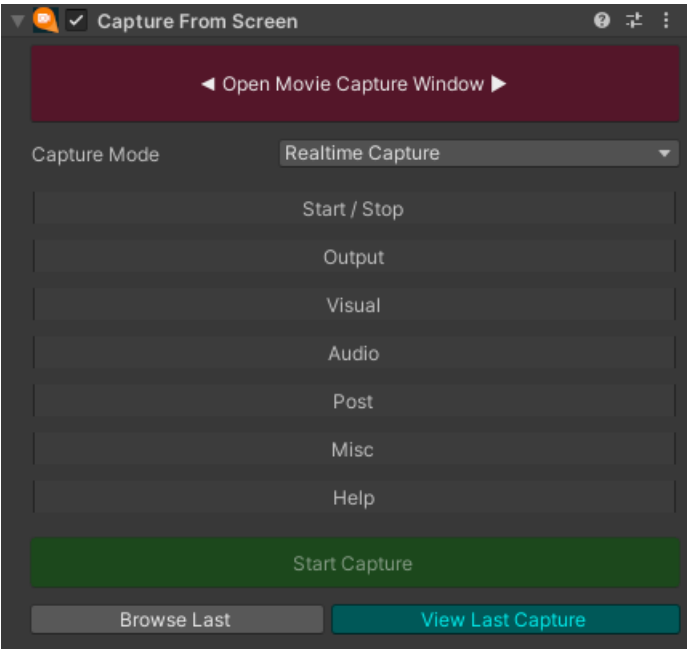 Capture From Screen
◄ Open Movie Capture Window ►
Capture Mode Realtime Capture
Start / Stop
Output
Visual
Audio
Post
Misc
Help
Start Capture
Browse Last View Last Capture